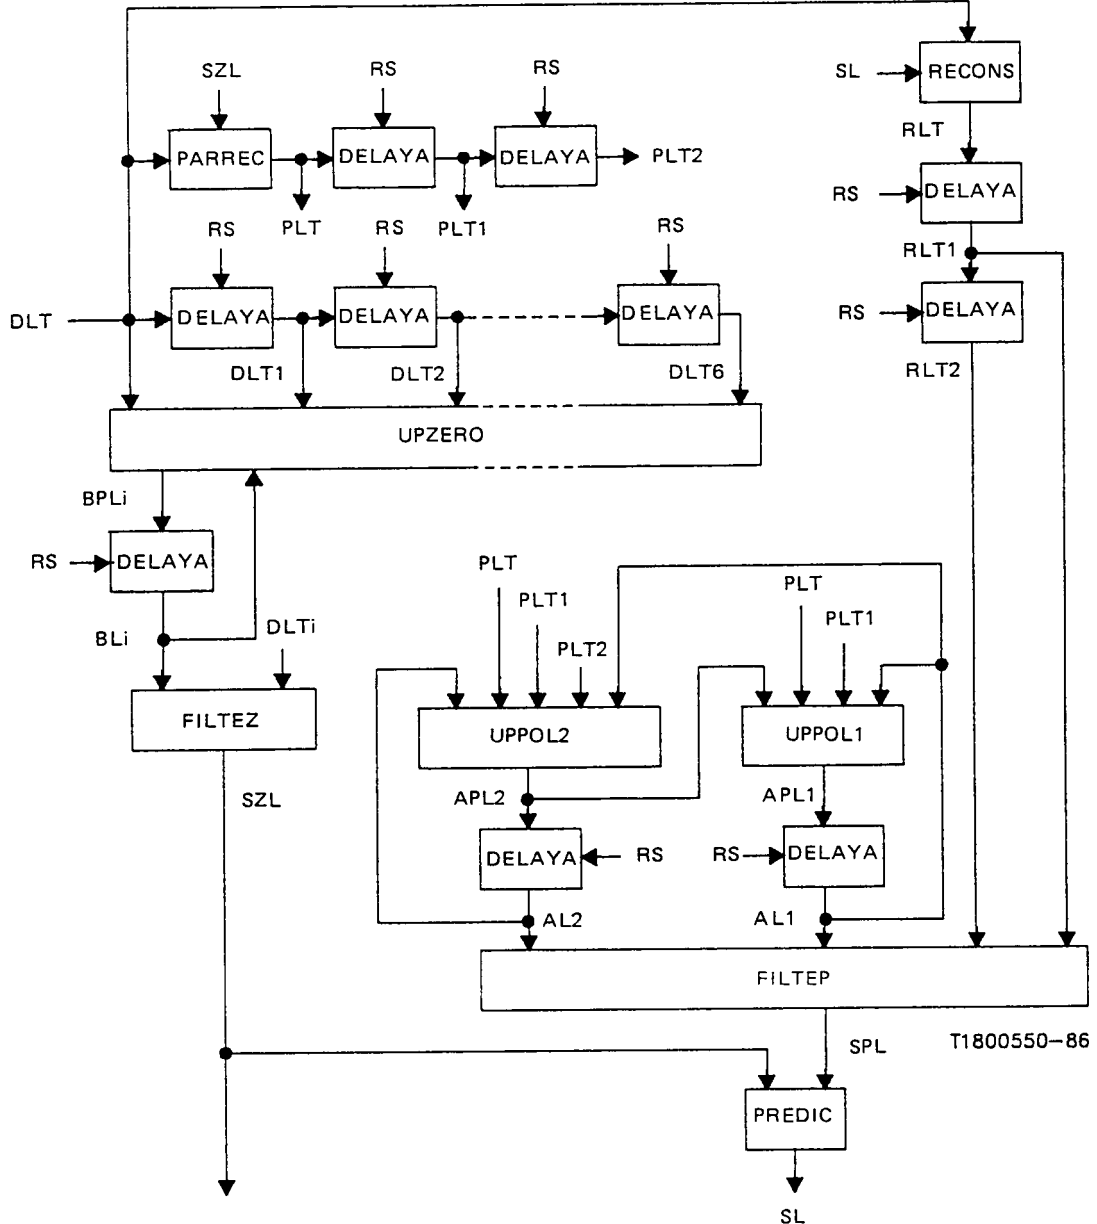 SZL
RS
RS
SL
RECONS
RLT
PARREC
DELAYA
DELAYA
PLT2
RS
DELAYA
RS
PLT
RS
PLT1
RS
RLT1
DLT
DELAYA
DELAYA
DELAYA
RS
DELAYA
DLT1
DLT2
DLT6
RLT2
UPZERO
BPLi
RS
DELAYA
PLT
PLT
PLT1
PLT1
BLi
DLTi
PLT2
FILTEZ
UPPOL2
UPPOL1
SZL
APL2
APL1
DELAYA
RS
RS
DELAYA
AL2
AL1
FILTEP
SPL
T1800550-86
PREDIC
SL